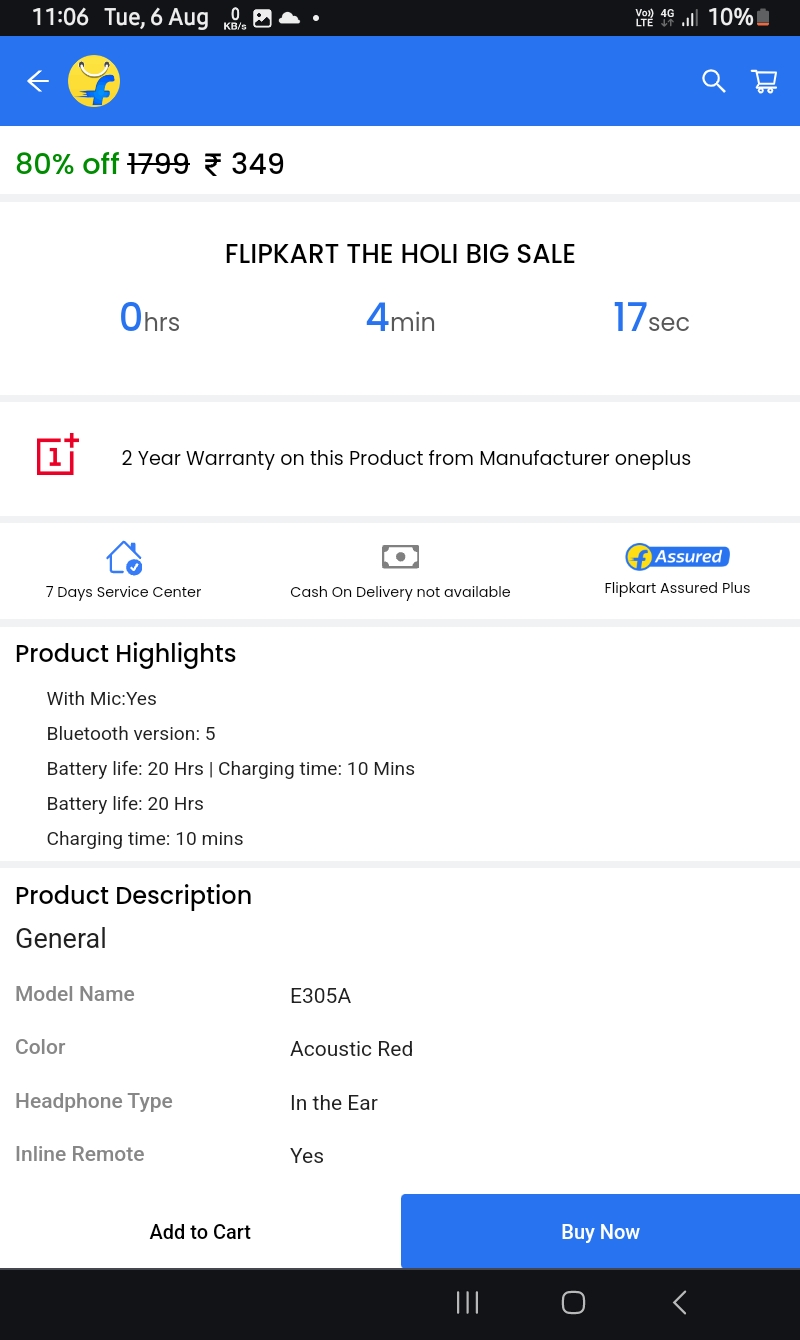 11:06 Tue, 6 Aug 0 KB/s Vo)) LTE 4G 10%
80% off 1799 ₹ 349
FLIPKART THE HOLI BIG SALE
0hrs 4min 17sec
1+ 2 Year Warranty on this Product from Manufacturer oneplus
f Assured
7 Days Service Center Cash On Delivery not available Flipkart Assured Plus
Product Highlights
With Mic:Yes
Bluetooth version: 5
Battery life: 20 Hrs | Charging time: 10 Mins
Battery life: 20 Hrs
Charging time: 10 mins
Product Description
General
Model Name E305A
Color Acoustic Red
Headphone Type In the Ear
Inline Remote Yes
Add to Cart Buy Now